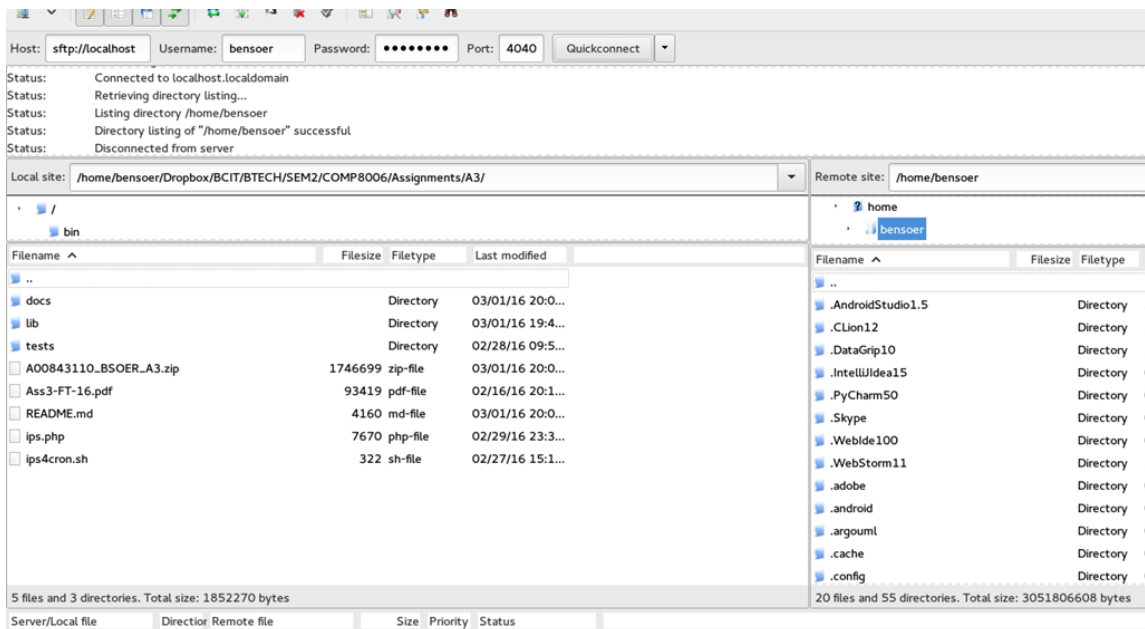 Host: sftp://localhost Username: bensoer Password: ●●●●●●●● Port: 4040 Quickconnect
Status: Connected to localhost.localdomain
Status: Retrieving directory listing...
Status: Listing directory /home/bensoer
Status: Directory listing of "/home/bensoer" successful
Status: Disconnected from server
Local site: /home/bensoer/Dropbox/BCIT/BTECH/SEM2/COMP8006/Assignments/A3/
/
bin
Filename Filesize Filetype Last modified
..
docs Directory 03/01/16 20:0...
lib Directory 03/01/16 19:4...
tests Directory 02/28/16 09:5...
A00843110_BSOER_A3.zip 1746699 zip-file 03/01/16 20:0...
Ass3-FT-16.pdf 93419 pdf-file 02/16/16 20:1...
README.md 4160 md-file 03/01/16 20:0...
ips.php 7670 php-file 02/29/16 23:3...
ips4cron.sh 322 sh-file 02/27/16 15:1...
5 files and 3 directories. Total size: 1852270 bytes
Remote site: /home/bensoer
? home
bensoer
Filename Filesize Filetype
..
.AndroidStudio1.5 Directory
.CLion12 Directory
.DataGrip10 Directory
.IntelliJIdea15 Directory
.PyCharm50 Directory
.Skype Directory
.WebIde100 Directory
.WebStorm11 Directory
.adobe Directory
.android Directory
.argouml Directory
.cache Directory
.config Directory
20 files and 55 directories. Total size: 3051806608 bytes
Server/Local file Direction Remote file Size Priority Status